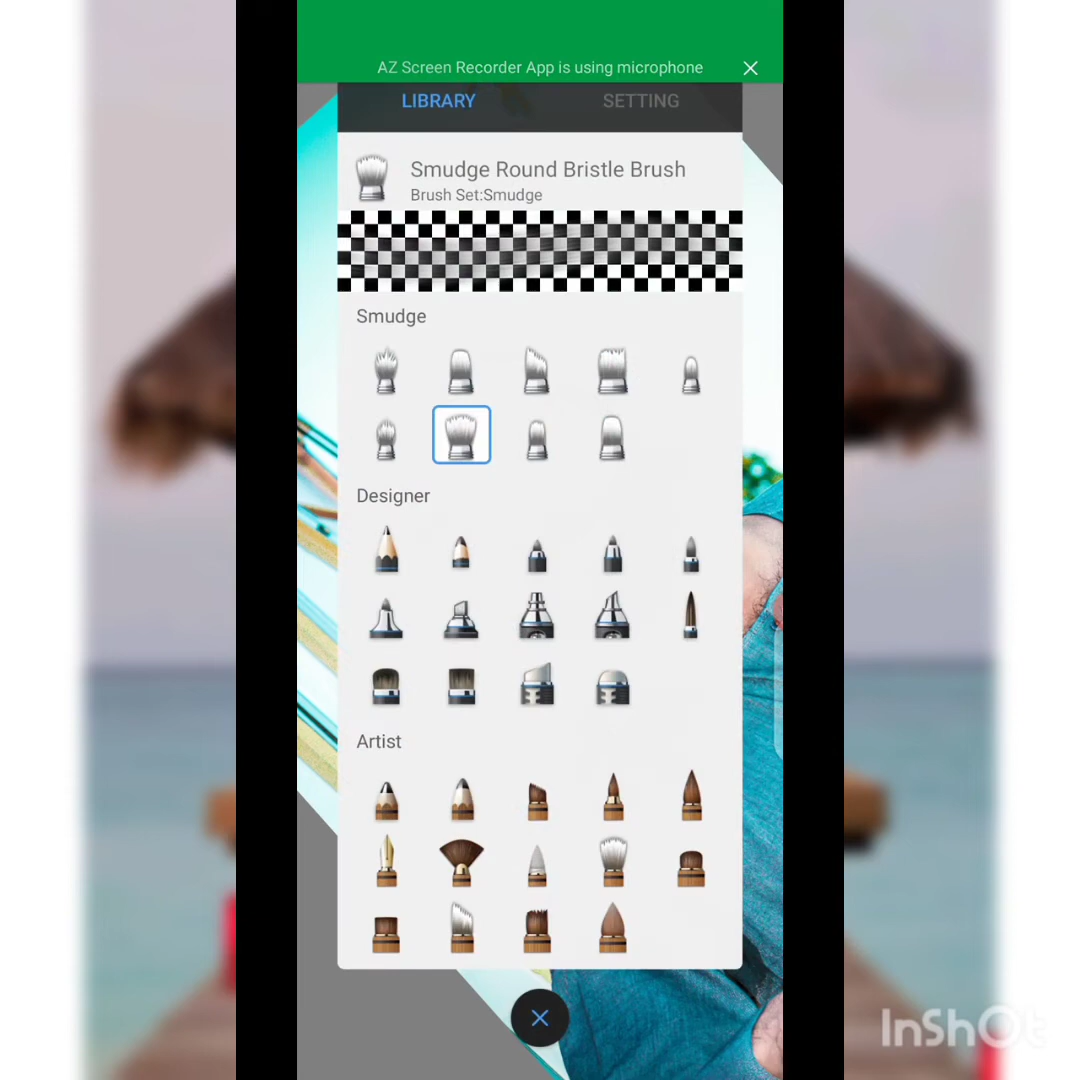 AZ Screen Recorder App is using microphone
LIBRARY SETTING
Smudge Round Bristle Brush
Brush Set:Smudge
Smudge
Designer
Artist
InShOt